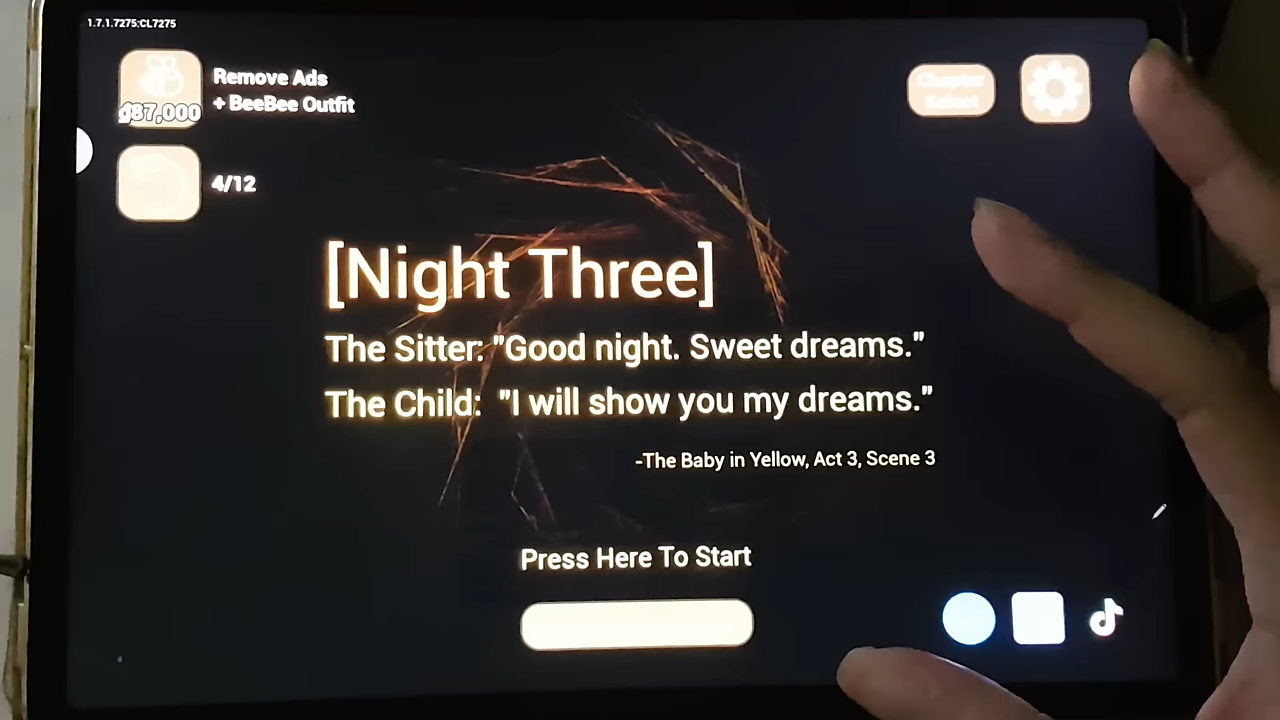 1.7.1.7275:CL7275
Remove Ads
+ BeeBee Outfit
₫87,000
Chapter
Select
4/12
[Night Three]
The Sitter: "Good night. Sweet dreams."
The Child: "I will show you my dreams."
-The Baby in Yellow, Act 3, Scene 3
Press Here To Start